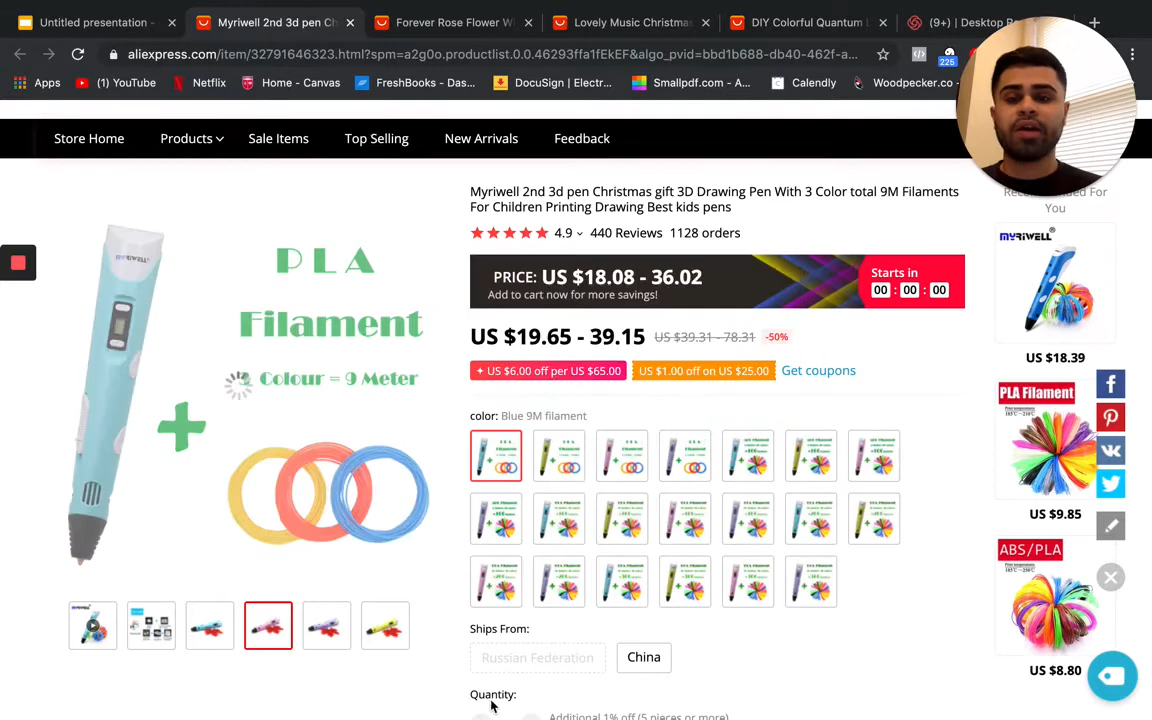 Untitled presentation -
Myriwell 2nd 3d pen Ch
Forever Rose Flower W
Lovely Music Christmas
DIY Colorful Quantum
(9+) | Desktop
aliexpress.com/item/32791646323.html?spm=a2g0o.productlist.0.0.46293ffa1fEkEF&algo_pvid=bbd1b688-db40-462f-a...
225
Apps
(1) YouTube
Netflix
Home - Canvas
FreshBooks - Das...
DocuSign | Electr...
Smallpdf.com - A...
Calendly
Woodpecker.co
Store Home
Products
Sale Items
Top Selling
New Arrivals
Feedback
MYRIWELL
PLA
Filament
Colour = 9 Meter
Myriwell 2nd 3d pen Christmas gift 3D Drawing Pen With 3 Color total 9M Filaments
For Children Printing Drawing Best kids pens
4.9
440 Reviews
1128 orders
PRICE: US $18.08 - 36.02
Add to cart now for more savings!
Starts in
00 : 00 : 00
US $19.65 - 39.15
US $39.31 - 78.31
-50%
+ US $6.00 off per US $65.00
US $1.00 off on US $25.00
Get coupons
color: Blue 9M filament
Ships From:
Russian Federation
China
Quantity:
Additional 1% off (5 pieces or more)
For
You
MYRIWELL
US $18.39
PLA Filament
US $9.85
ABS/PLA
US $8.80